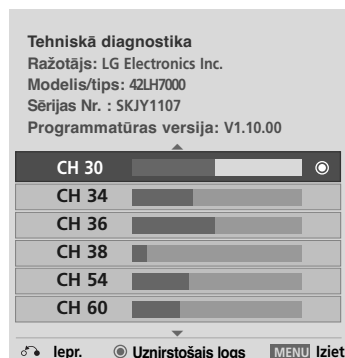 Tehniskā diagnostika
Ražotājs: LG Electronics Inc.
Modelis/tips: 42LH7000
Sērijas Nr. : SKJY1107
Programmatūras versija: V1.10.00
CH 30
CH 34
CH 36
CH 38
CH 54
CH 60
Iepr. Uznirstošais logs MENU Iziet